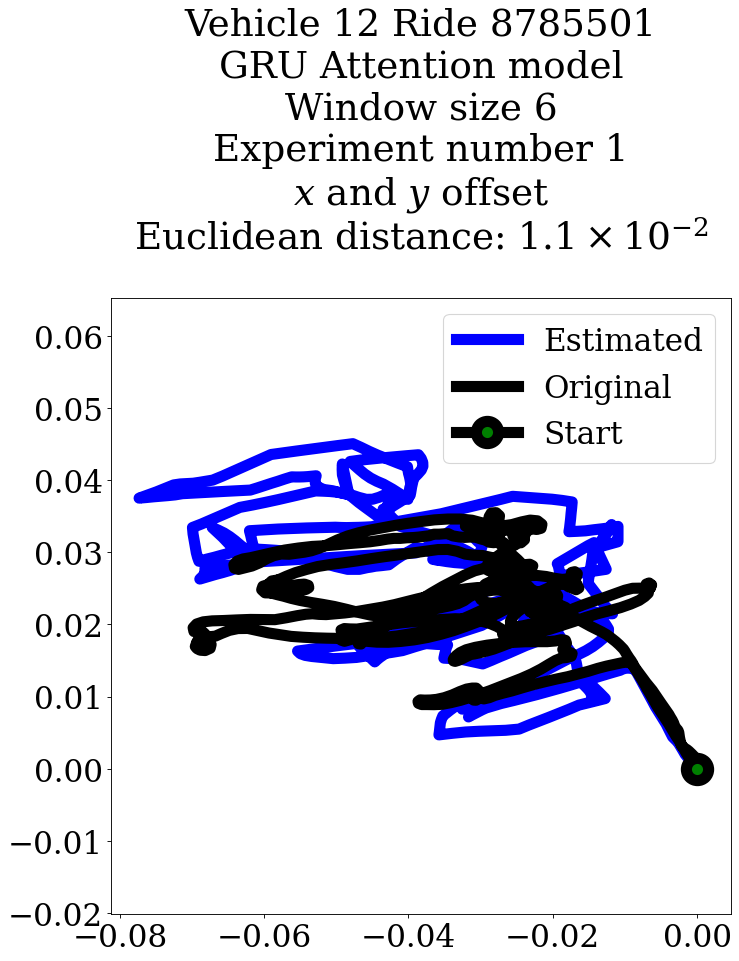 Vehicle 12 Ride 8785501
GRU Attention model
Window size 6
Experiment number 1
x and y offset
Euclidean distance: 1.1 × 10⁻²
Estimated
Original
Start
0.06
0.05
0.04
0.03
0.02
0.01
0.00
−0.01
−0.02
−0.08 −0.06 −0.04 −0.02 0.00